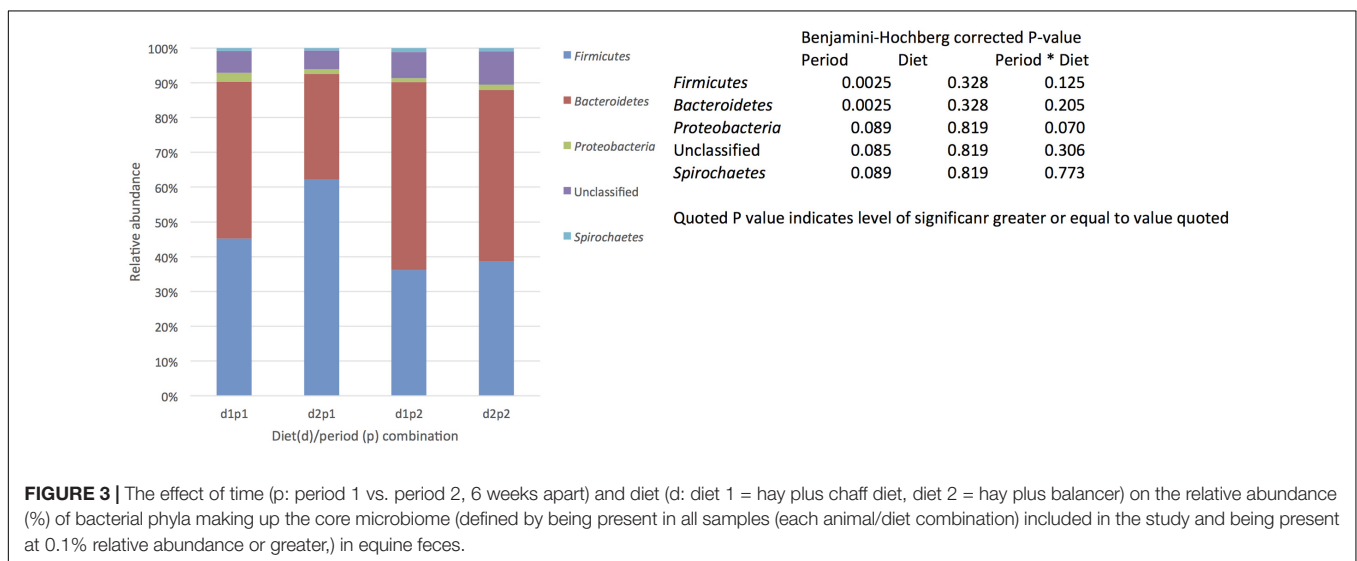 100%
90%
80%
70%
60%
50%
40%
30%
20%
10%
0%
Relative abundance
d1p1 d2p1 d1p2 d2p2
Diet(d)/period (p) combination
Firmicutes
Bacteroidetes
Proteobacteria
Unclassified
Spirochaetes
Benjamini-Hochberg corrected P-value
Period Diet Period * Diet
Firmicutes 0.0025 0.328 0.125
Bacteroidetes 0.0025 0.328 0.205
Proteobacteria 0.089 0.819 0.070
Unclassified 0.085 0.819 0.306
Spirochaetes 0.089 0.819 0.773
Quoted P value indicates level of significanr greater or equal to value quoted
FIGURE 3 | The effect of time (p: period 1 vs. period 2, 6 weeks apart) and diet (d: diet 1 = hay plus chaff diet, diet 2 = hay plus balancer) on the relative abundance
(%) of bacterial phyla making up the core microbiome (defined by being present in all samples (each animal/diet combination) included in the study and being present
at 0.1% relative abundance or greater,) in equine feces.